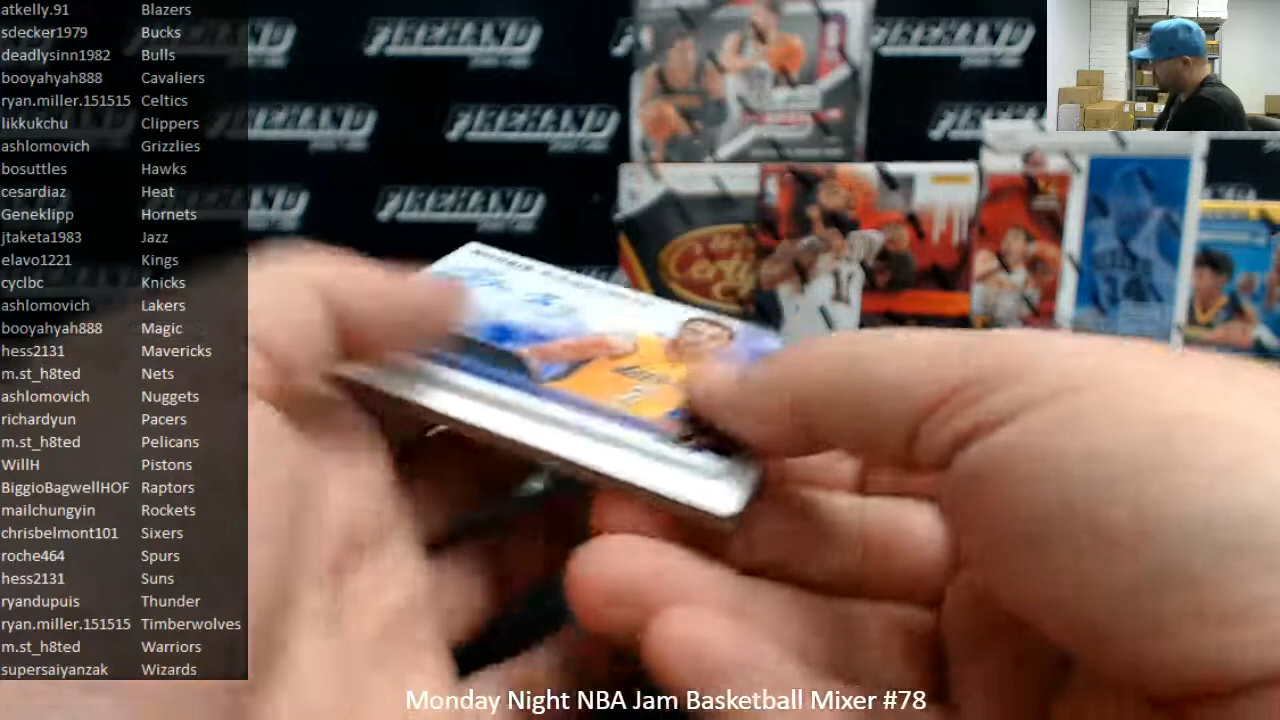 atkelly.91 Blazers
sdecker1979 Bucks
deadlysinn1982 Bulls
booyahyah888 Cavaliers
ryan.miller.151515 Celtics
likkukchu Clippers
ashlomovich Grizzlies
bosuttles Hawks
cesardiaz Heat
Geneklipp Hornets
jtaketa1983 Jazz
elavo1221 Kings
cyclbc Knicks
ashlomovich Lakers
booyahyah888 Magic
hess2131 Mavericks
m.st_h8ted Nets
ashlomovich Nuggets
richardyun Pacers
m.st_h8ted Pelicans
WillH Pistons
BiggioBagwellHOF Raptors
mailchungyin Rockets
chrisbelmont101 Sixers
roche464 Spurs
hess2131 Suns
ryandupuis Thunder
ryan.miller.151515 Timberwolves
m.st_h8ted Warriors
supersaiyanzak Wizards
FIREHAND
FIREHAND
FIREHAND
FIREHAND
Monday Night NBA Jam Basketball Mixer #78